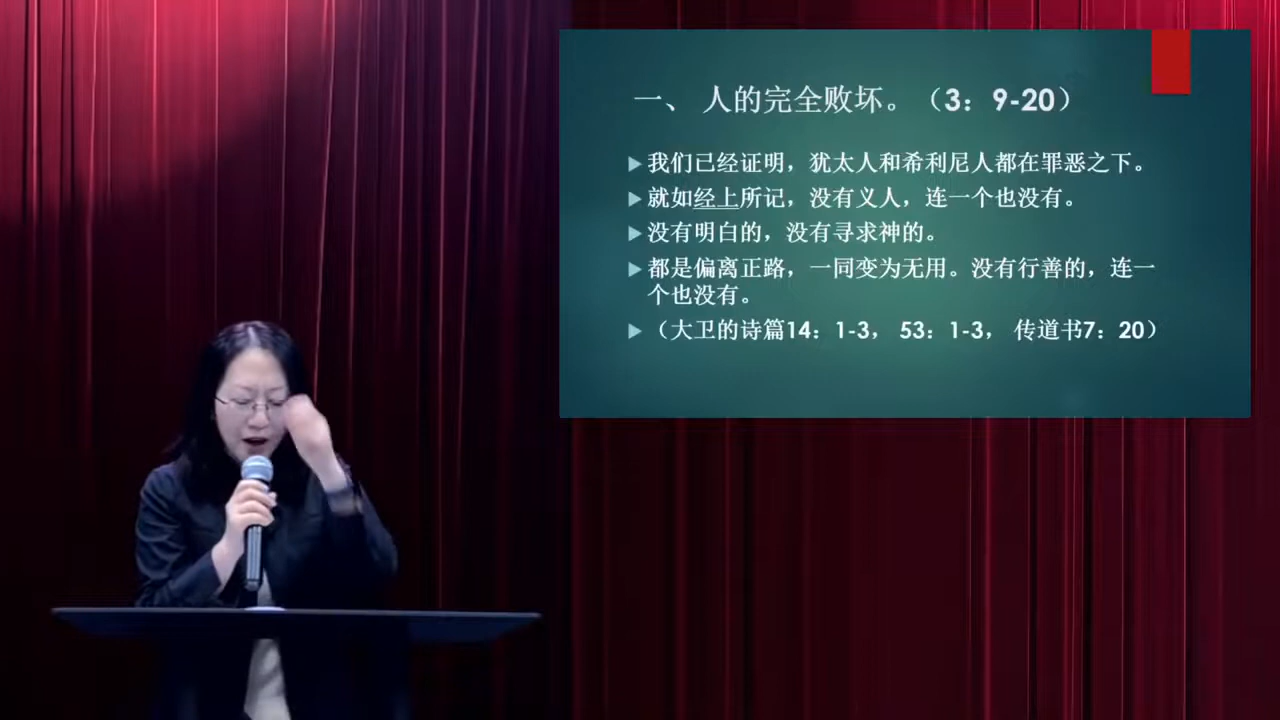 一、 人的完全败坏。（3：9-20）
我们已经证明，犹太人和希利尼人都在罪恶之下。
就如经上所记，没有义人，连一个也没有。
没有明白的，没有寻求神的。
都是偏离正路，一同变为无用。没有行善的，连一
个也没有。
（大卫的诗篇14：1-3， 53：1-3， 传道书7：20）